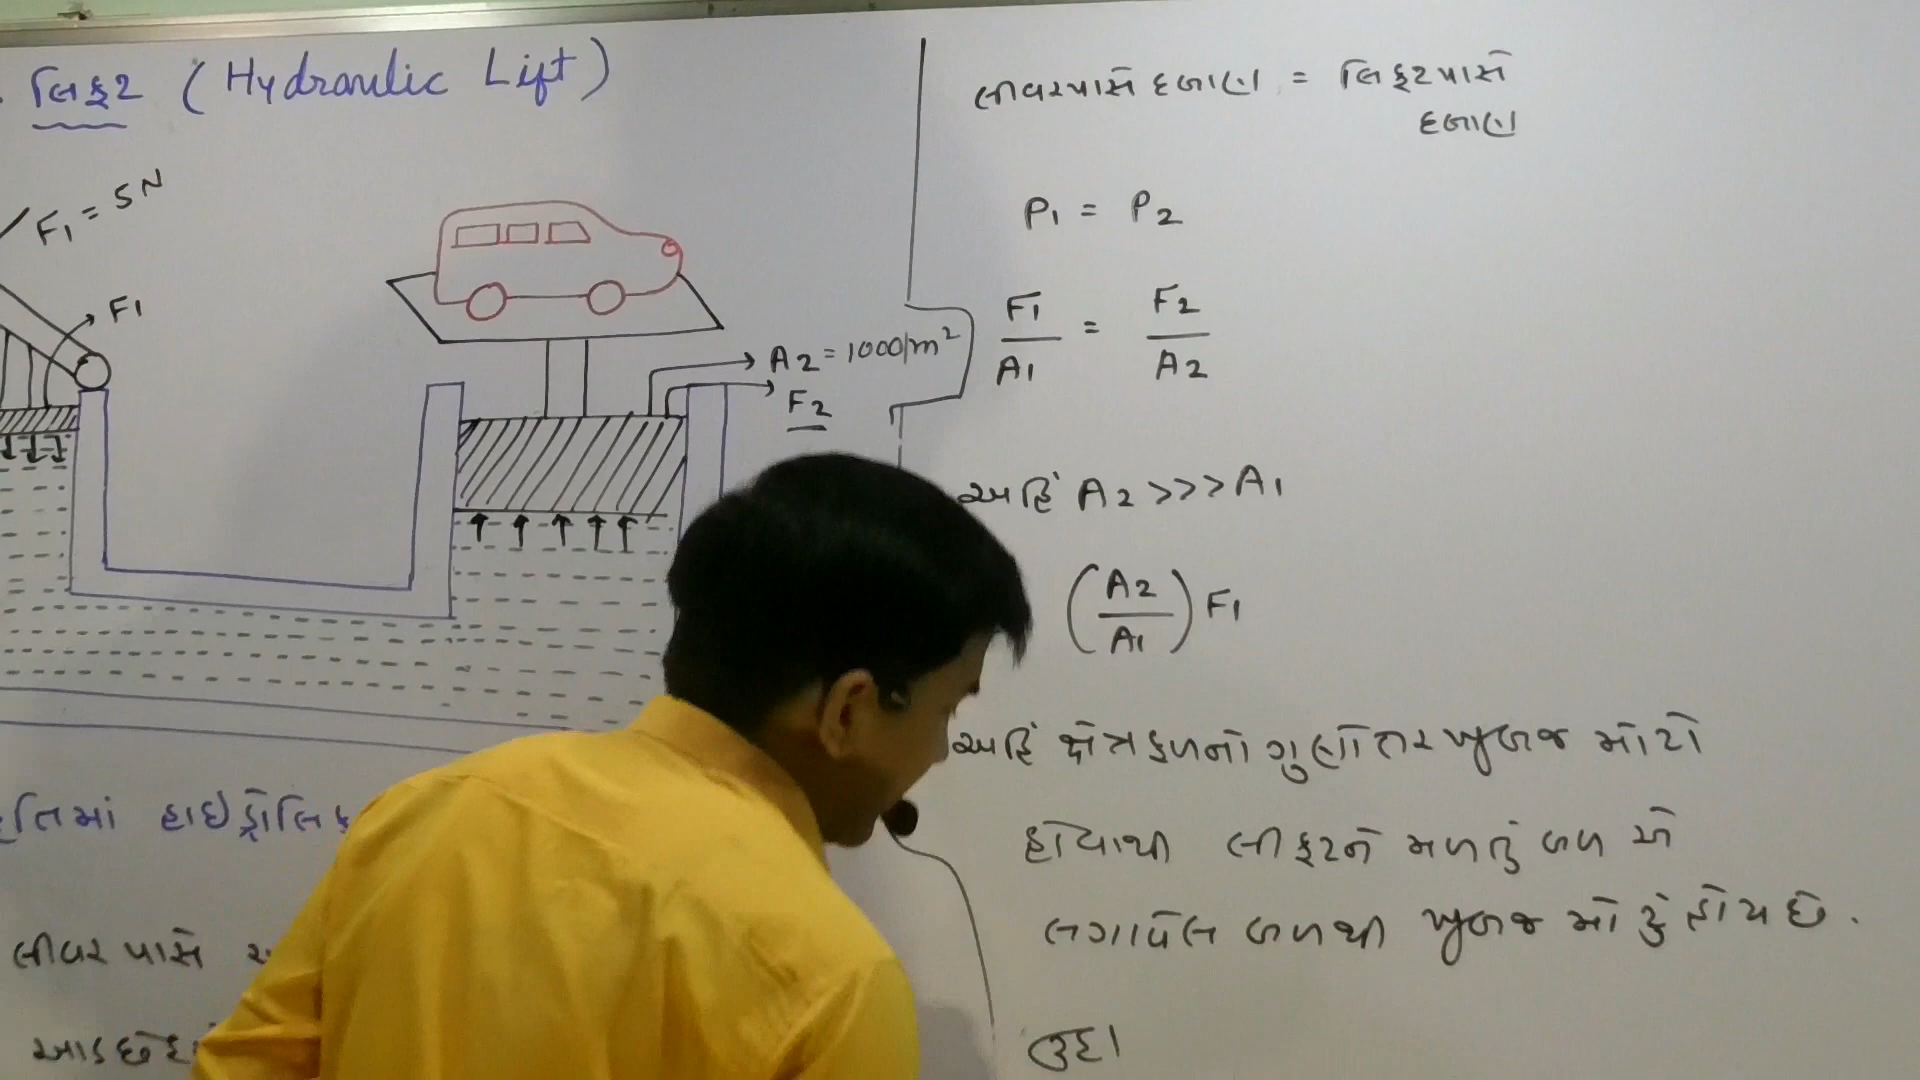 લિફ્ટ (Hydraulic Lift)
F1 = 5N
F1
A2 = 1000/m²
F2
હાઇડ્રોલિક
લીવર પાસે
લીવર પાસે દબાણ = લિફ્ટ પાસે
દબાણ
P1 = P2
F1/A1 = F2/A2
અહિં A2 >>> A1
(A2/A1) F1
અહિં ક્ષેત્રફળનો ગુણોત્તર ખુબજ મોટો
હોવાથી લીફ્ટને મળતું બળ એ
લગાવેલ બળથી ખુબજ મોટું હોય છે.
ઉદા